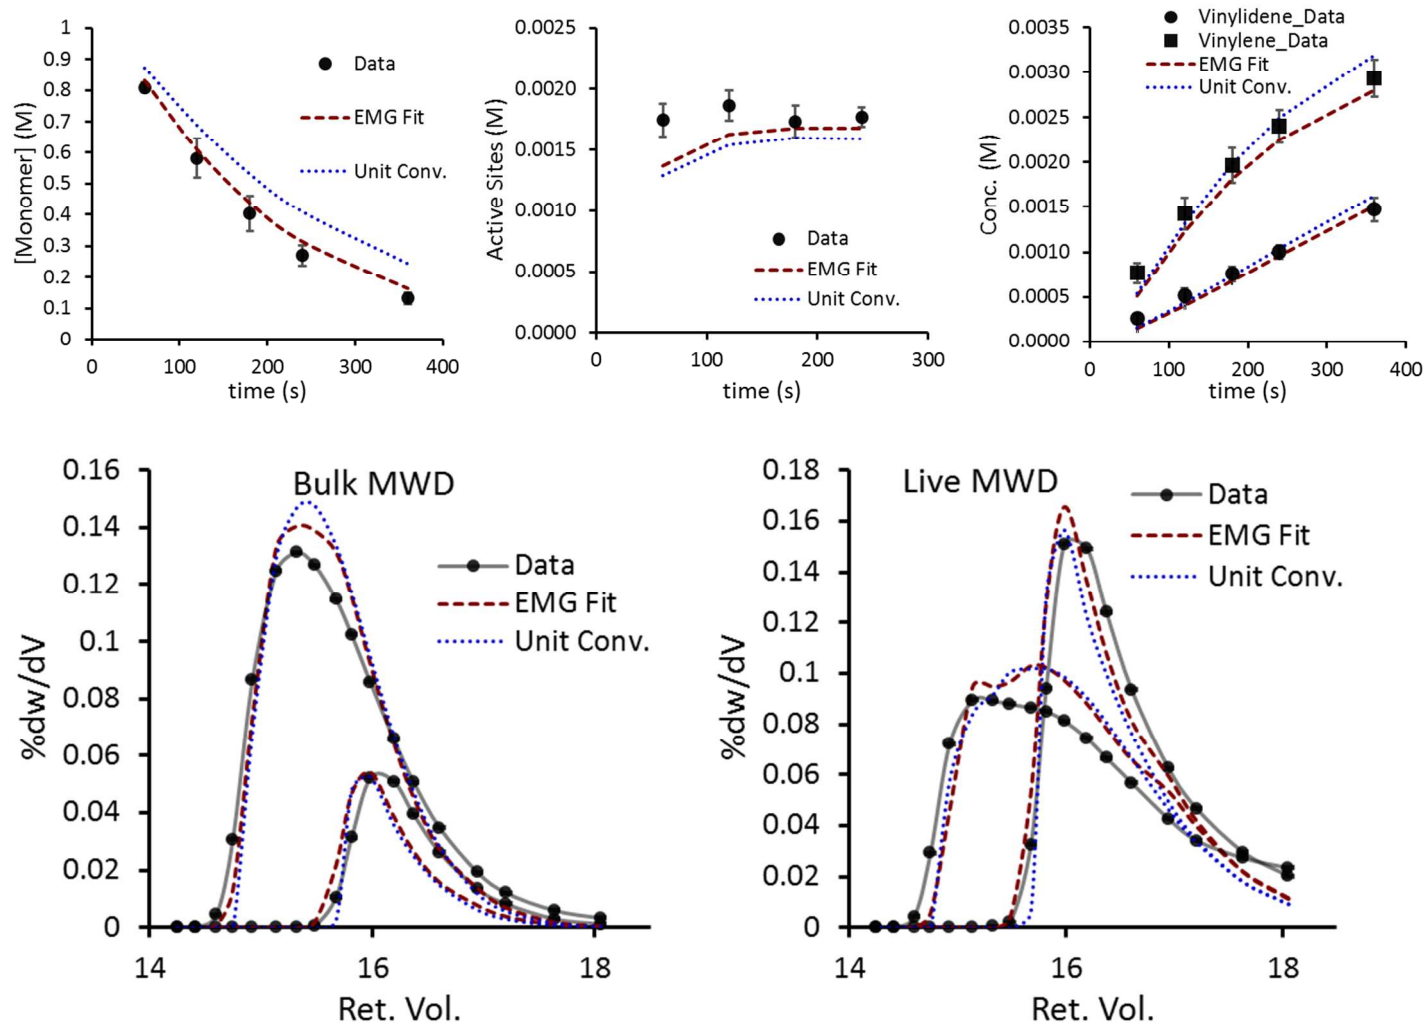 1
0.9
0.8
0.7
0.6
0.5
0.4
0.3
0.2
0.1
0
[Monomer] (M)
Data
EMG Fit
Unit Conv.
0 100 200 300 400
time (s)
0.0025
0.0020
0.0015
0.0010
0.0005
0.0000
Active Sites (M)
Data
EMG Fit
Unit Conv.
0 100 200 300
time (s)
0.0035
0.0030
0.0025
0.0020
0.0015
0.0010
0.0005
0.0000
Conc. (M)
Vinylidene_Data
Vinylene_Data
EMG Fit
Unit Conv.
0 100 200 300 400
time (s)
0.16
0.14
0.12
0.1
0.08
0.06
0.04
0.02
0
%dw/dV
Bulk MWD
Data
EMG Fit
Unit Conv.
14 16 18
Ret. Vol.
0.18
0.16
0.14
0.12
0.1
0.08
0.06
0.04
0.02
0
%dw/dV
Live MWD
Data
EMG Fit
Unit Conv.
14 16 18
Ret. Vol.